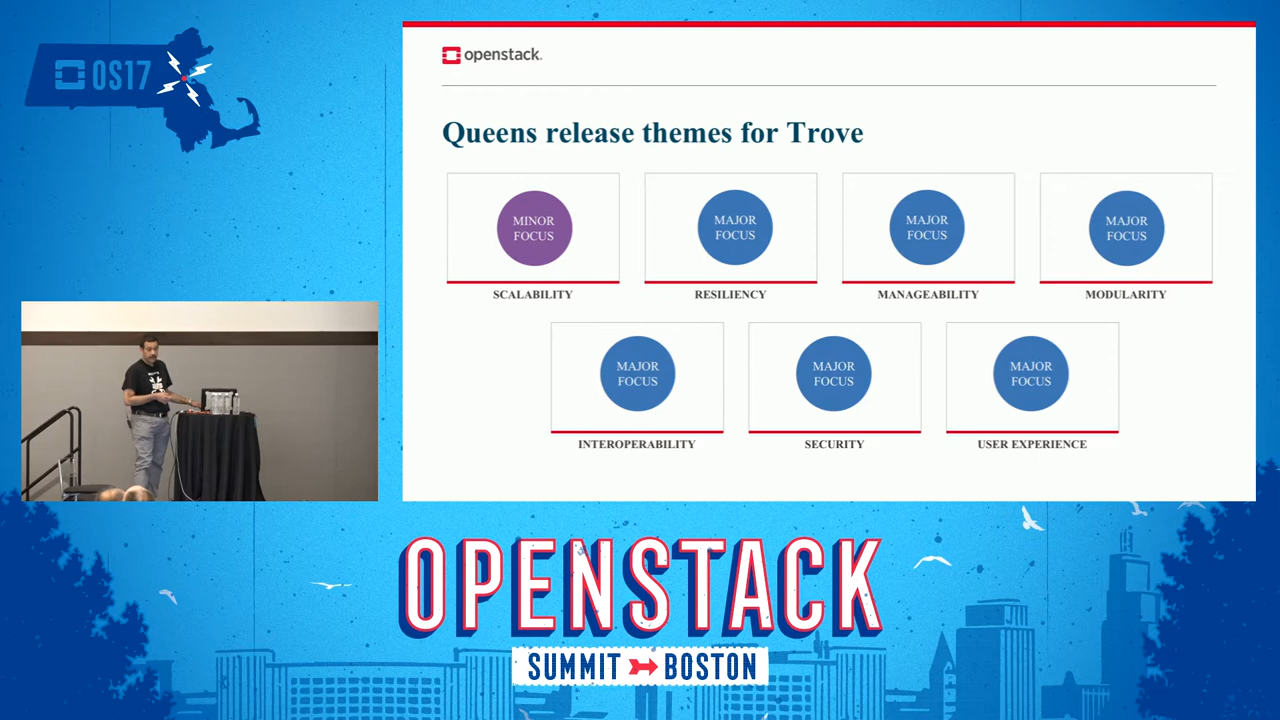 OS17
openstack.
Queens release themes for Trove
MINOR
FOCUS
MAJOR
FOCUS
MAJOR
FOCUS
MAJOR
FOCUS
SCALABILITY
RESILIENCY
MANAGEABILITY
MODULARITY
MAJOR
FOCUS
MAJOR
FOCUS
MAJOR
FOCUS
INTEROPERABILITY
SECURITY
USER EXPERIENCE
OPENSTACK
SUMMIT BOSTON